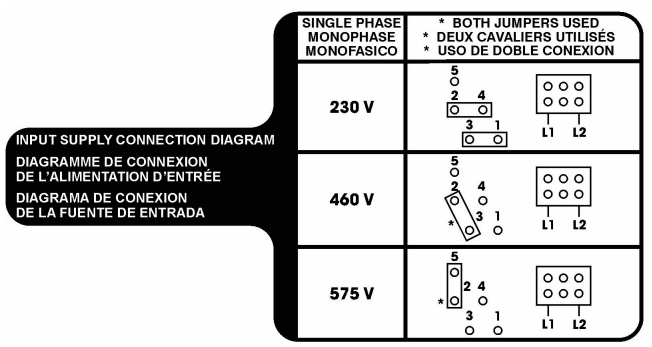 SINGLE PHASE
MONOPHASE
MONOFASICO
* BOTH JUMPERS USED
* DEUX CAVALIERS UTILISÉS
* USO DE DOBLE CONEXION
INPUT SUPPLY CONNECTION DIAGRAM
DIAGRAMME DE CONNEXION
DE L'ALIMENTATION D'ENTRÉE
DIAGRAMA DE CONEXION
DE LA FUENTE DE ENTRADA
230 V
5
2 4
3 1
L1 L2
460 V
5
2 4
* 3 1
L1 L2
575 V
5
2 4
*
3 1
L1 L2